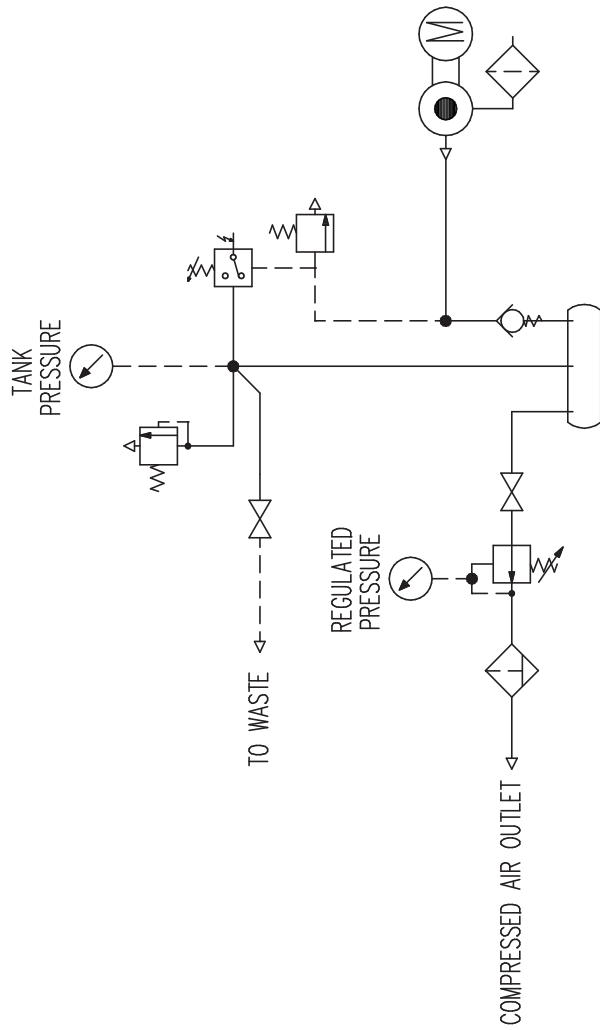 TANK
PRESSURE
M
REGULATED
PRESSURE
TO WASTE
COMPRESSED AIR OUTLET